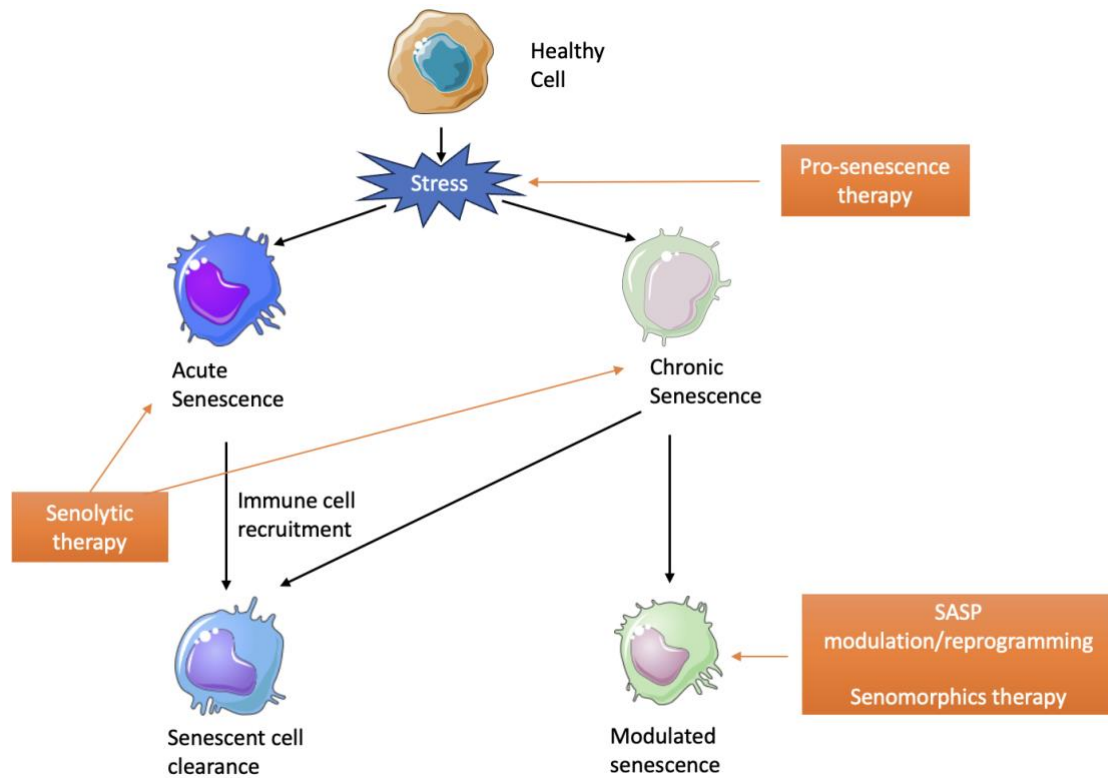 Healthy
Cell
Stress
Pro-senescence
therapy
Acute
Senescence
Chronic
Senescence
Senolytic
therapy
Immune cell
recruitment
SASP
modulation/reprogramming
Senomorphics therapy
Senescent cell
clearance
Modulated
senescence